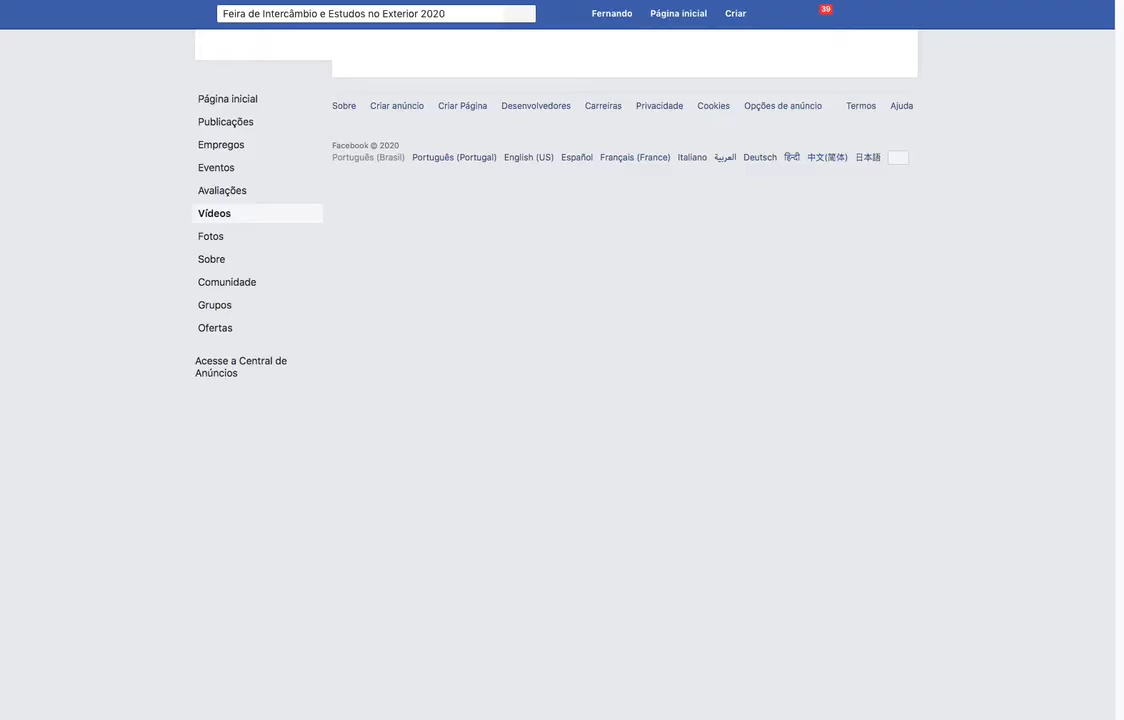 Feira de Intercâmbio e Estudos no Exterior 2020
Fernando Página inicial Criar 39
Página inicial
Publicações
Empregos
Eventos
Avaliações
Vídeos
Fotos
Sobre
Comunidade
Grupos
Ofertas
Acesse a Central de
Anúncios
Sobre Criar anúncio Criar Página Desenvolvedores Carreiras Privacidade Cookies Opções de anúncio Termos Ajuda
Facebook © 2020
Português (Brasil) Português (Portugal) English (US) Español Français (France) Italiano العربية Deutsch हिन्दी 中文(简体) 日本語